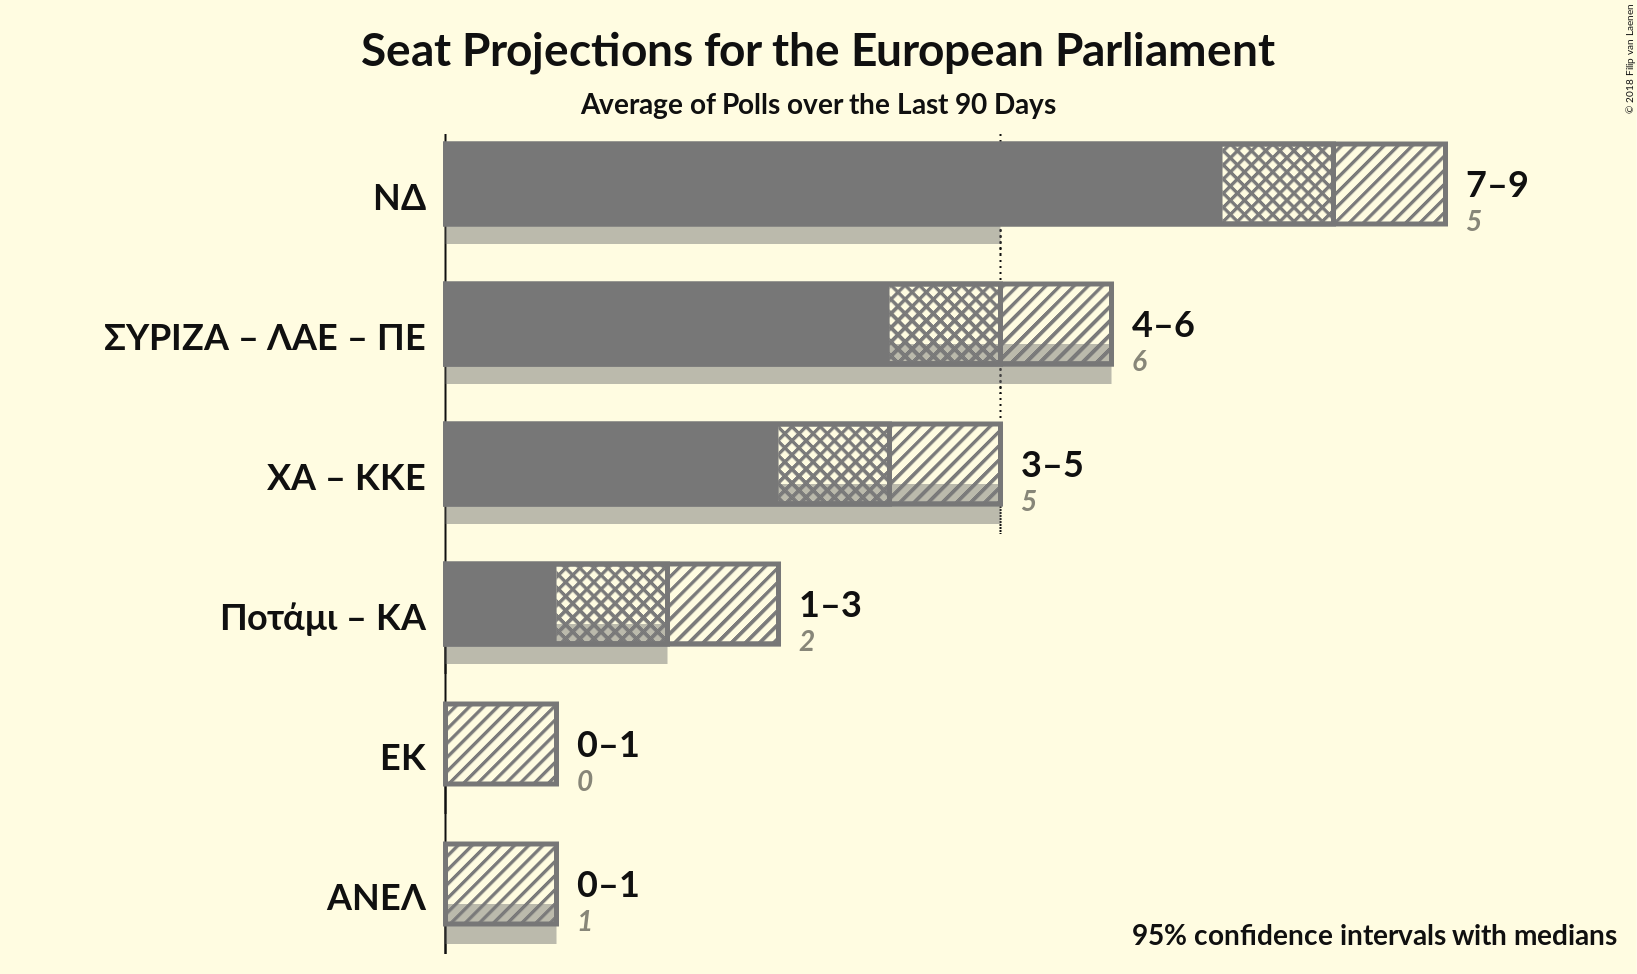 Seat Projections for the European Parliament
Average of Polls over the Last 90 Days
© 2018 Filip van Laenen
ΝΔ
7–9
5
ΣΥΡΙΖΑ – ΛΑΕ – ΠΕ
4–6
6
ΧΑ – ΚΚΕ
3–5
5
Ποτάμι – ΚΑ
1–3
2
ΕΚ
0–1
0
ΑΝΕΛ
0–1
1
95% confidence intervals with medians